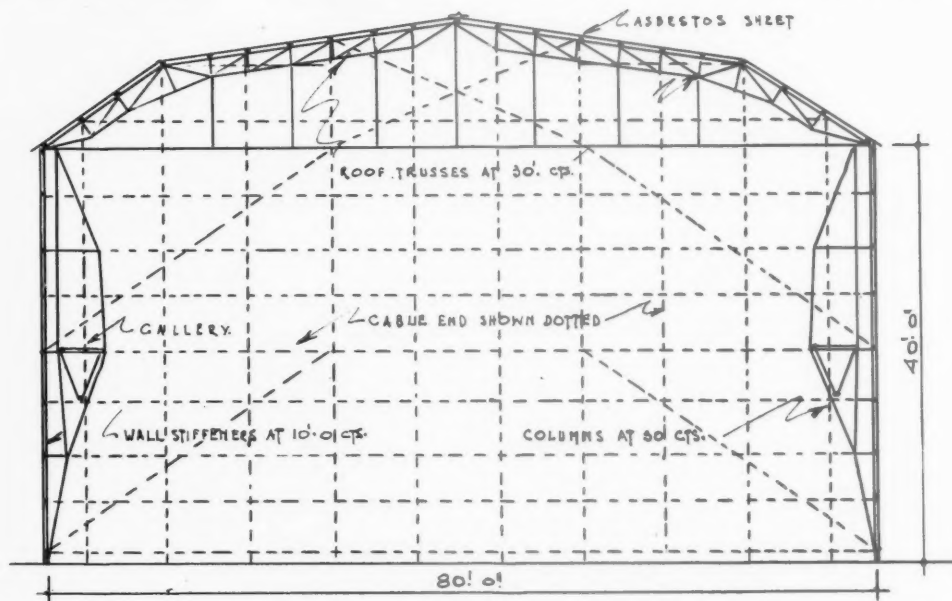 ASBESTOS SHEET
ROOF TRUSSES AT 30'. CTS.
GALLERY.
CABLE END SHOWN DOTTED
40'. 0"
WALL STIFFENERS AT 10'.0 CTS.
COLUMNS AT 30' CTS.
80'. 0"